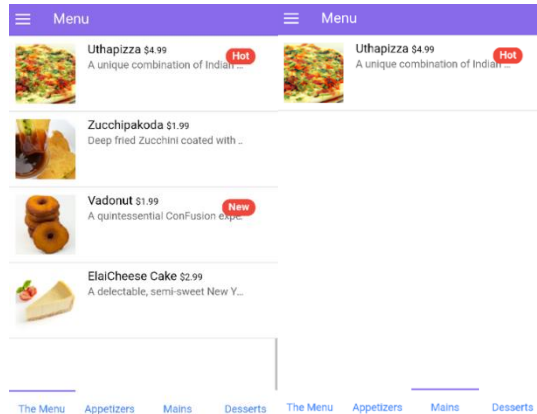 Menu
Uthapizza $4.99
Hot
A unique combination of Indian ...
Zucchipakoda $1.99
Deep fried Zucchini coated with ..
Vadonut $1.99
New
A quintessential ConFusion expe..
ElaiCheese Cake $2.99
A delectable, semi-sweet New Y...
The Menu Appetizers Mains Desserts
Menu
Uthapizza $4.99
Hot
A unique combination of Indian ...
The Menu Appetizers Mains Desserts